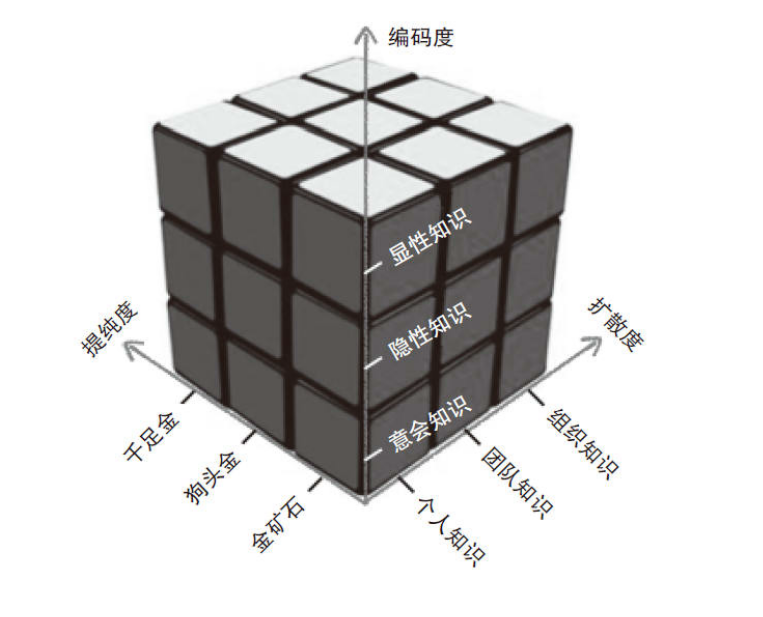 编码度
显性知识
隐性知识
意会知识
提纯度
千足金
狗头金
金矿石
扩散度
组织知识
团队知识
个人知识